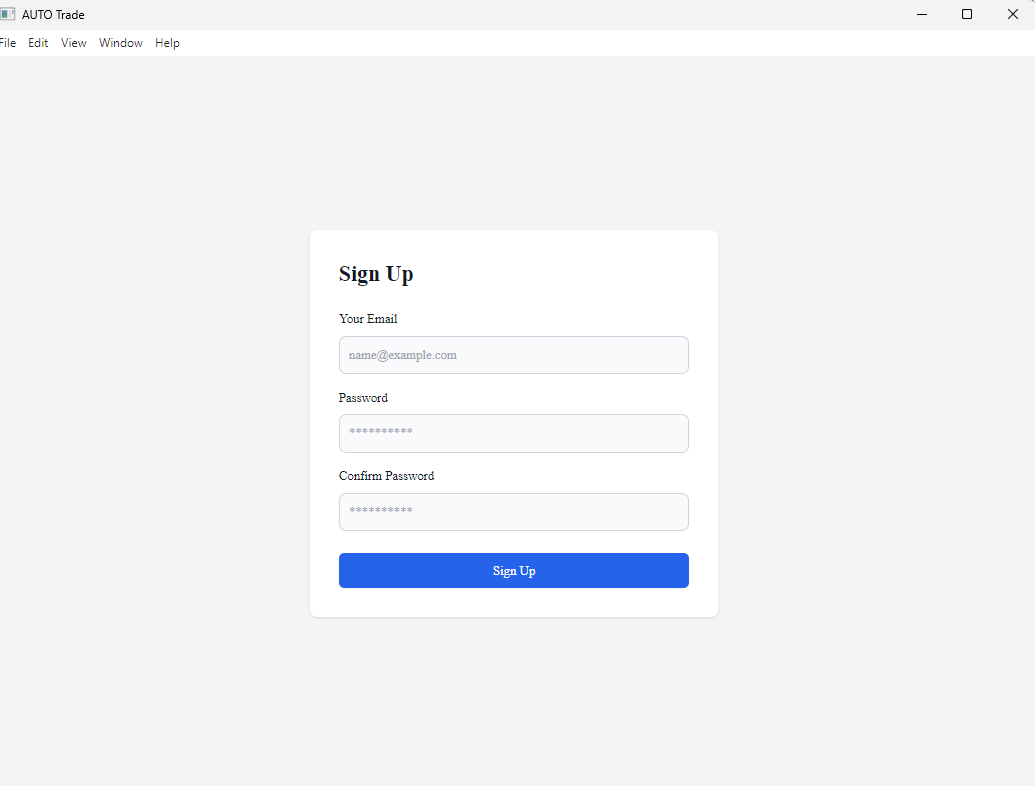 AUTO Trade
File Edit View Window Help
Sign Up
Your Email
name@example.com
Password
**********
Confirm Password
**********
Sign Up